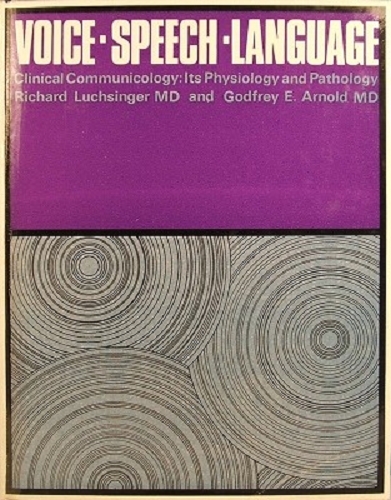 VOICE·SPEECH·LANGUAGE
Clinical Communicology: Its Physiology and Pathology
Richard Luchsinger MD and Godfrey E. Arnold MD